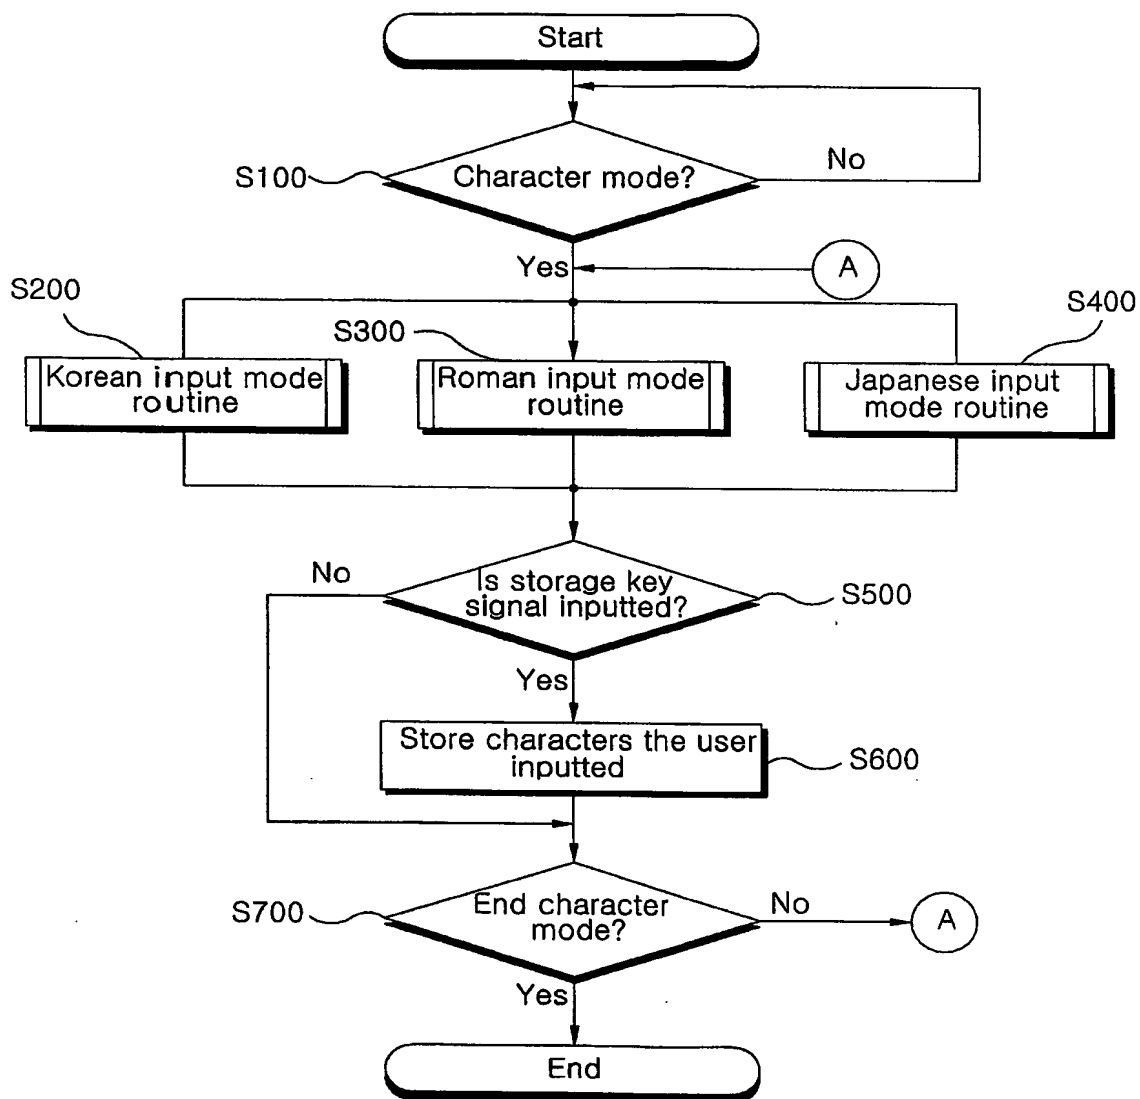 Start
Character mode?
S100
No
Yes
A
S200
S300
S400
Korean input mode
routine
Roman input mode
routine
Japanese input
mode routine
No
Is storage key
signal inputted?
S500
Yes
Store characters the user
inputted
S600
S700
End character
mode?
No
A
Yes
End